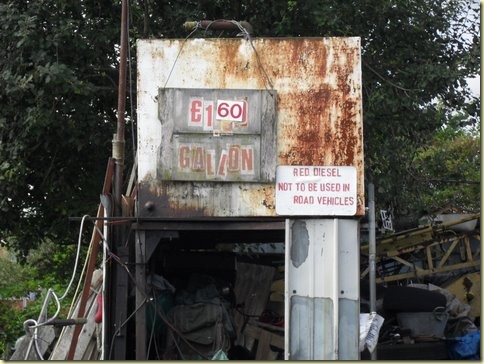 £1 60
GALLON
RED DIESEL
NOT TO BE USED IN
ROAD VEHICLES